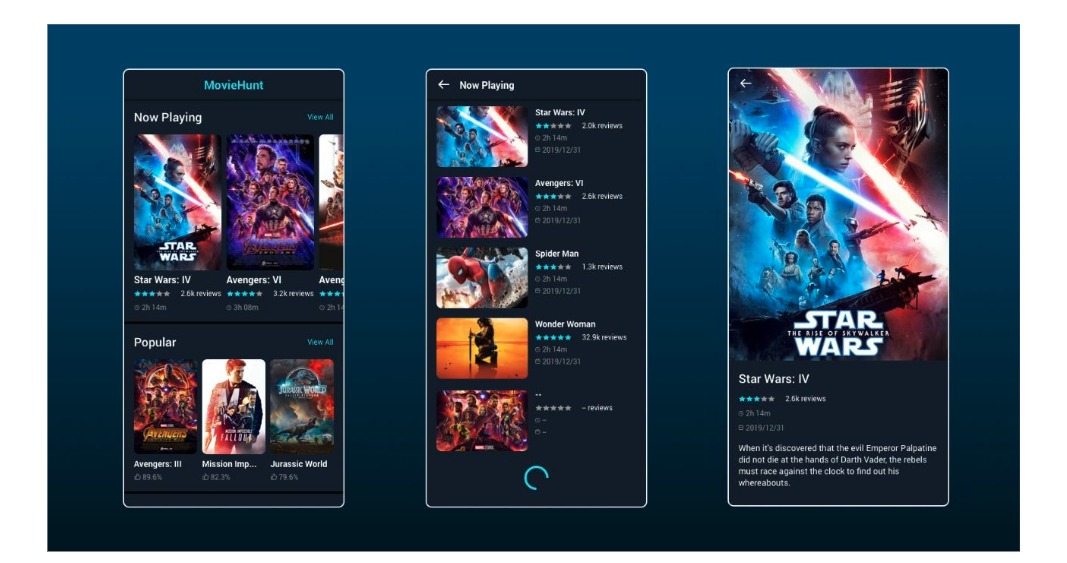 MovieHunt
Now Playing
View All
STAR
THE RISE OF SKYWALKER
WARS
AVENGERS
ENDGAME
Star Wars: IV
Avengers: VI
Aveng
2.6k reviews
3.2k reviews
2h 14m
3h 08m
2h 14
Popular
View All
AVENGERS
MISSION IMPOSSIBLE
FALLOUT
JURASSIC WORLD
Avengers: III
Mission Imp...
Jurassic World
89.6%
82.3%
79.6%
Now Playing
Star Wars: IV
2.0k reviews
2h 14m
2019/12/31
Avengers: VI
2.6k reviews
2h 14m
2019/12/31
Spider Man
1.3k reviews
2h 14m
2019/12/31
Wonder Woman
32.9k reviews
2h 14m
2019/12/31
--
– reviews
–
–
STAR
THE RISE OF SKYWALKER
WARS
Star Wars: IV
2.6k reviews
2h 14m
2019/12/31
When it's discovered that the evil Emperor Palpatine
did not die at the hands of Darth Vader, the rebels
must race against the clock to find out his
whereabouts.